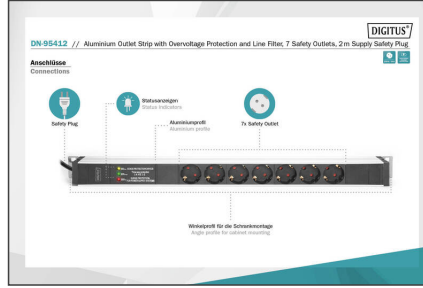 DIGITUS®
DN-95412 // Aluminium Outlet Strip with Overvoltage Protection and Line Filter, 7 Safety Outlets, 2 m Supply Safety Plug
Anschlüsse
Connections
Safety Plug
Statusanzeigen
Status indicators
Aluminiumprofil
Aluminium profile
7x Safety Outlet
Winkelprofil für die Schrankmontage
Angle profile for cabinet mounting